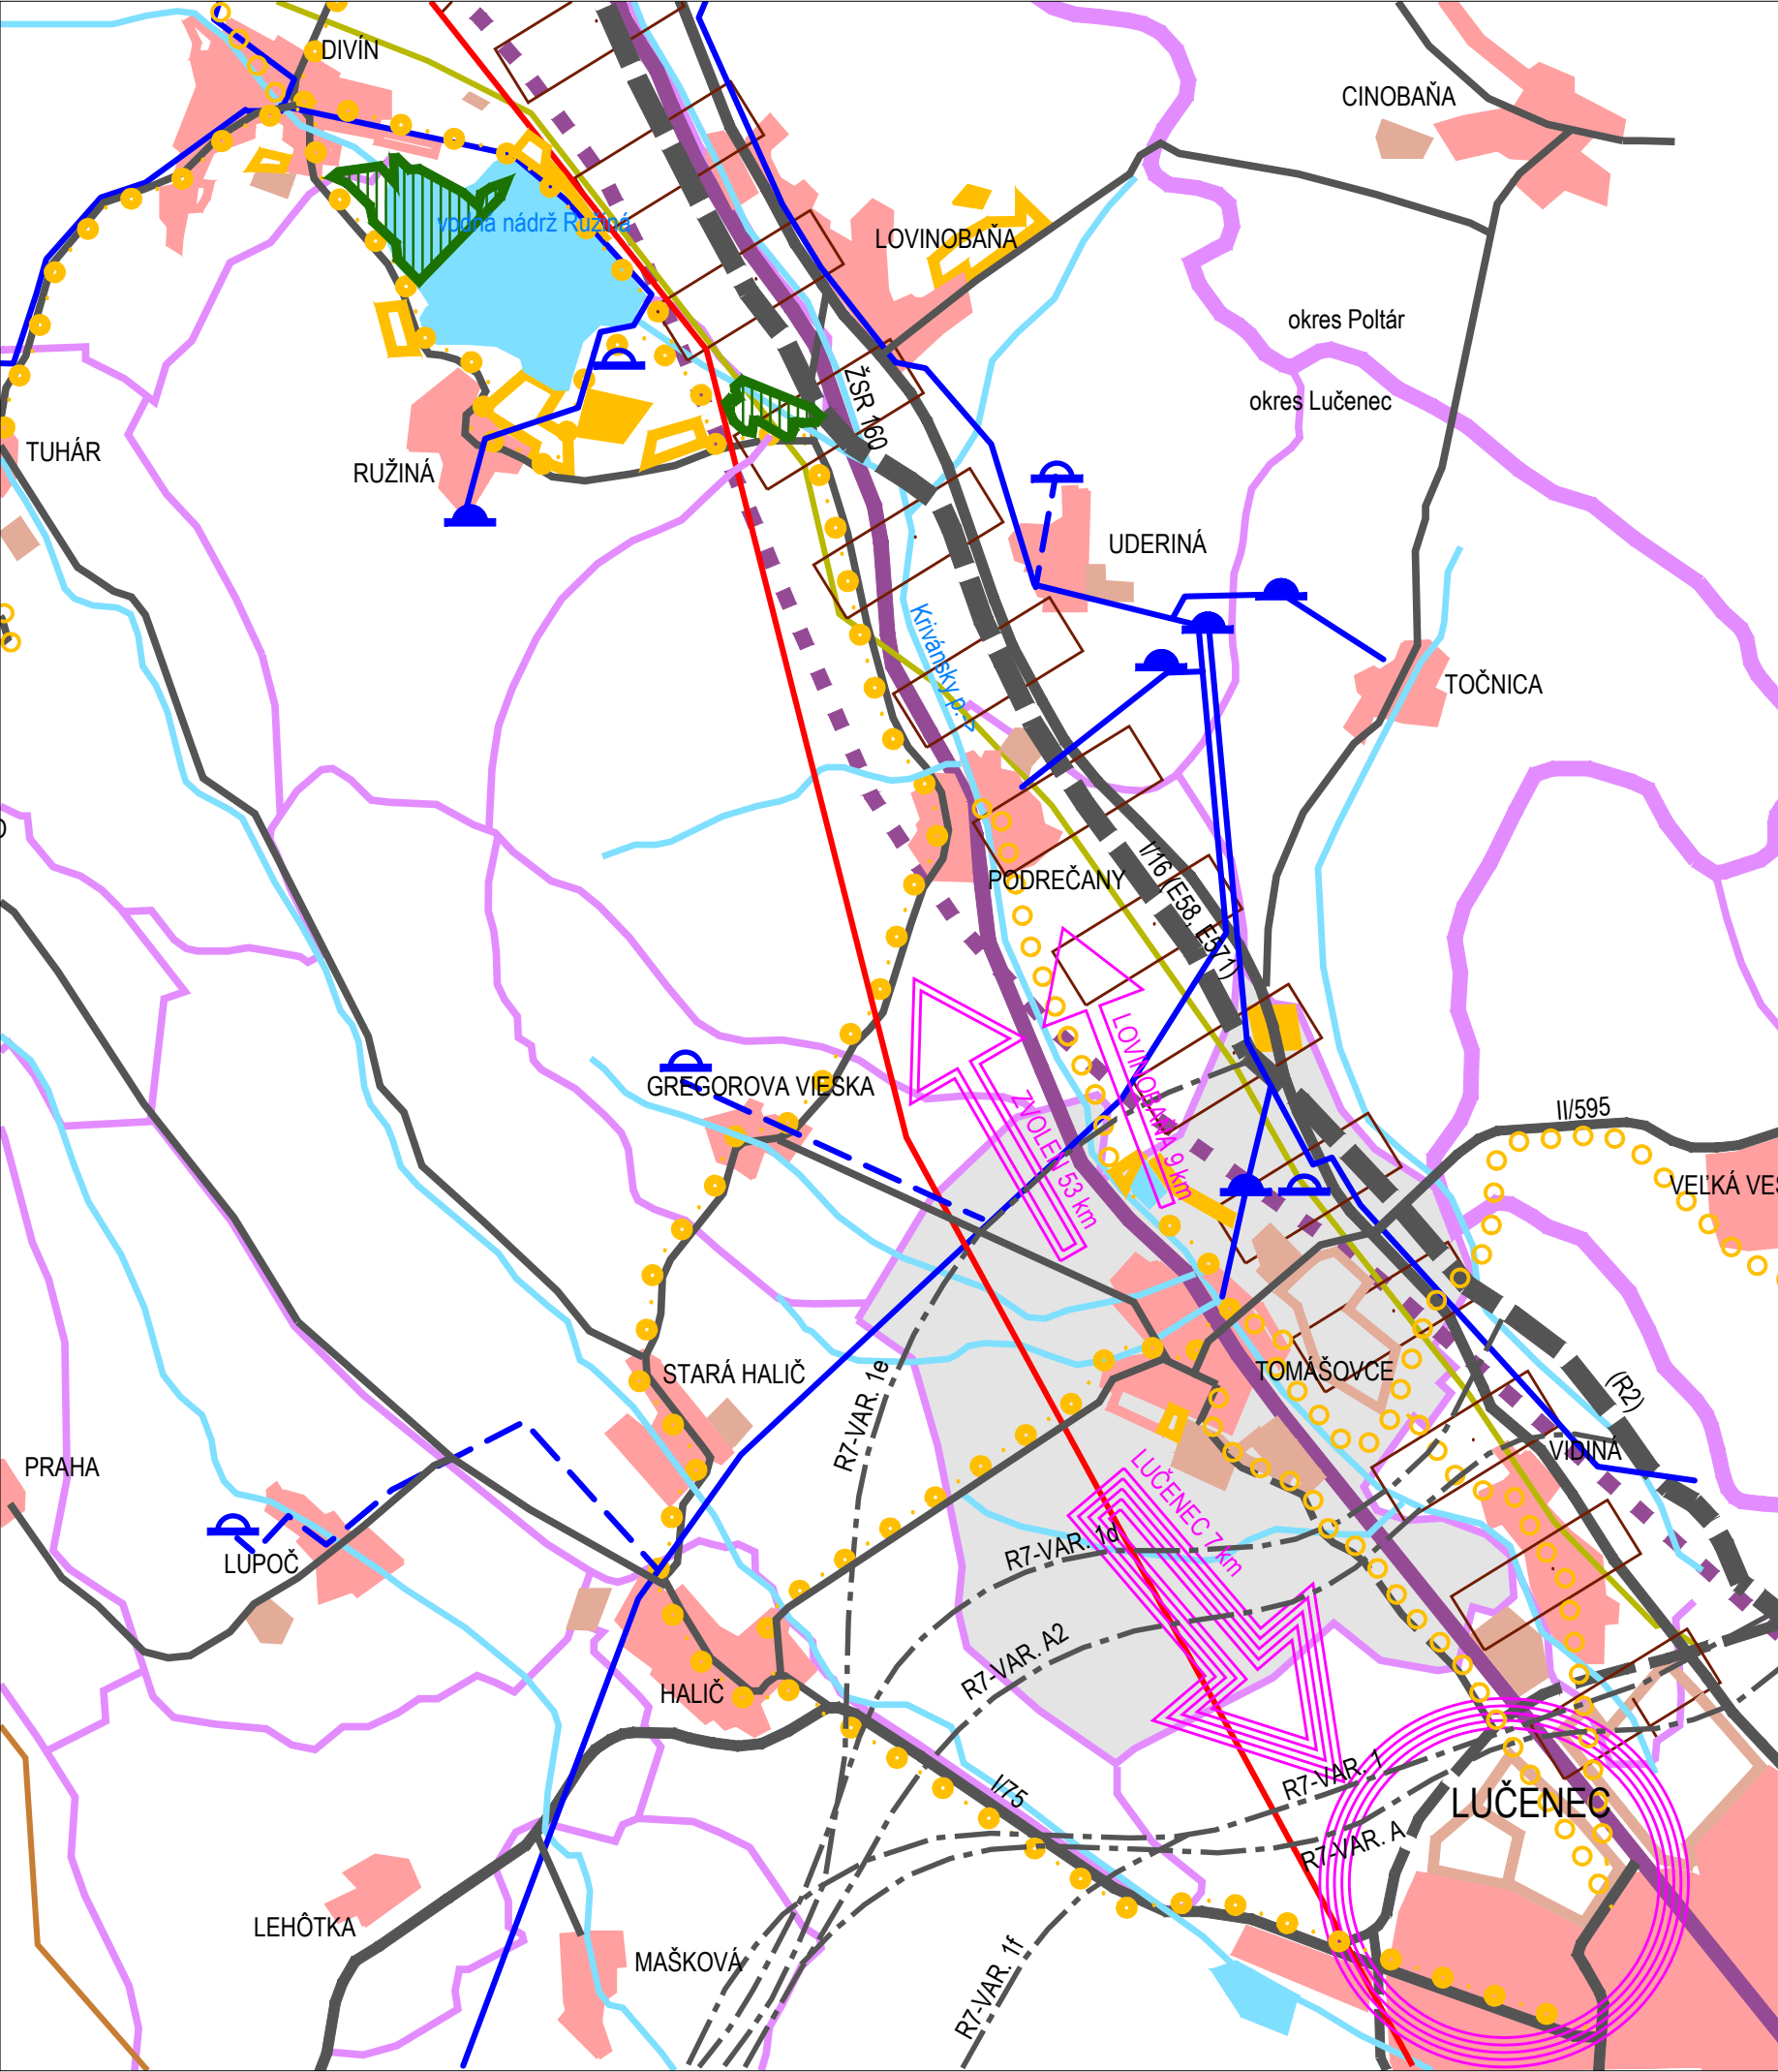 DIVÍN
CINOBAŇA
vodná nádrž Ružiná
LOVINOBAŇA
okres Poltár
okres Lučenec
ŽSR 160
TUHÁR
RUŽINÁ
UDERINÁ
Krivánsky p.
TOČNICA
PODREČANY
I/16 (E58, E571)
GREGOROVA VIESKA
LOVINOBAŇA 9 km
ZVOLEN 53 km
II/595
VEĽKÁ VES
STARÁ HALIČ
R7-VAR. 1e
TOMÁŠOVCE
(R2)
VIDINÁ
PRAHA
LUPOČ
LUČENEC 7 km
R7-VAR. 1d
R7-VAR. A2
HALIČ
I/75
R7-VAR. 1
LUČENEC
R7-VAR. A
LEHÔTKA
MAŠKOVÁ
R7-VAR. 1f